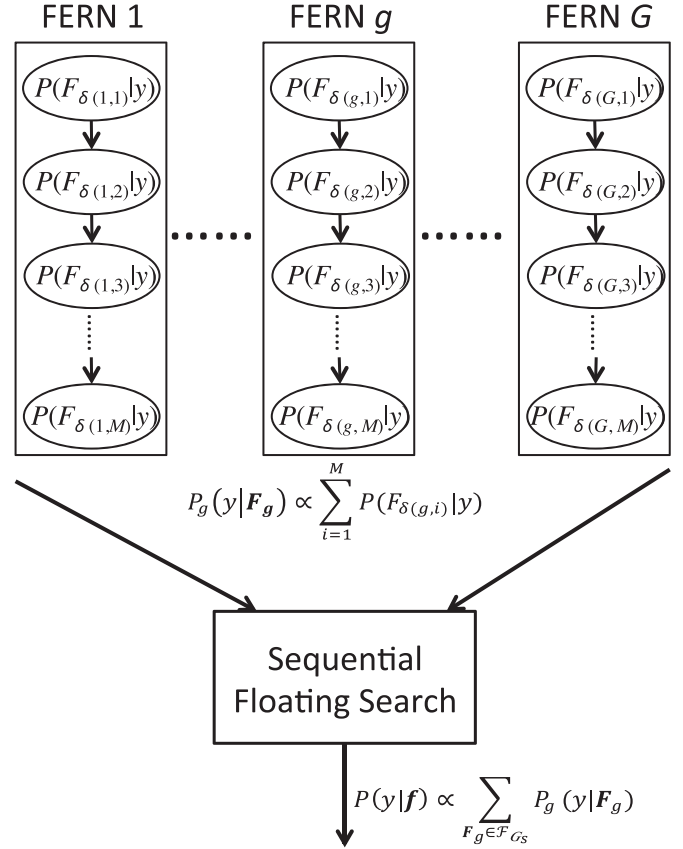 FERN 1 FERN g FERN G
P(F_δ(1,1)|y) P(F_δ(g,1)|y) P(F_δ(G,1)|y)
P(F_δ(1,2)|y) P(F_δ(g,2)|y) P(F_δ(G,2)|y)
P(F_δ(1,3)|y) P(F_δ(g,3)|y) P(F_δ(G,3)|y)
P(F_δ(1,M)|y) P(F_δ(g,M)|y) P(F_δ(G,M)|y)
P_g(y|F_g) ∝ ∑_{i=1}^{M} P(F_δ(g,i)|y)
Sequential
Floating Search
P(y|f) ∝ ∑_{F_g∈ℱ_{G_S}} P_g (y|F_g)